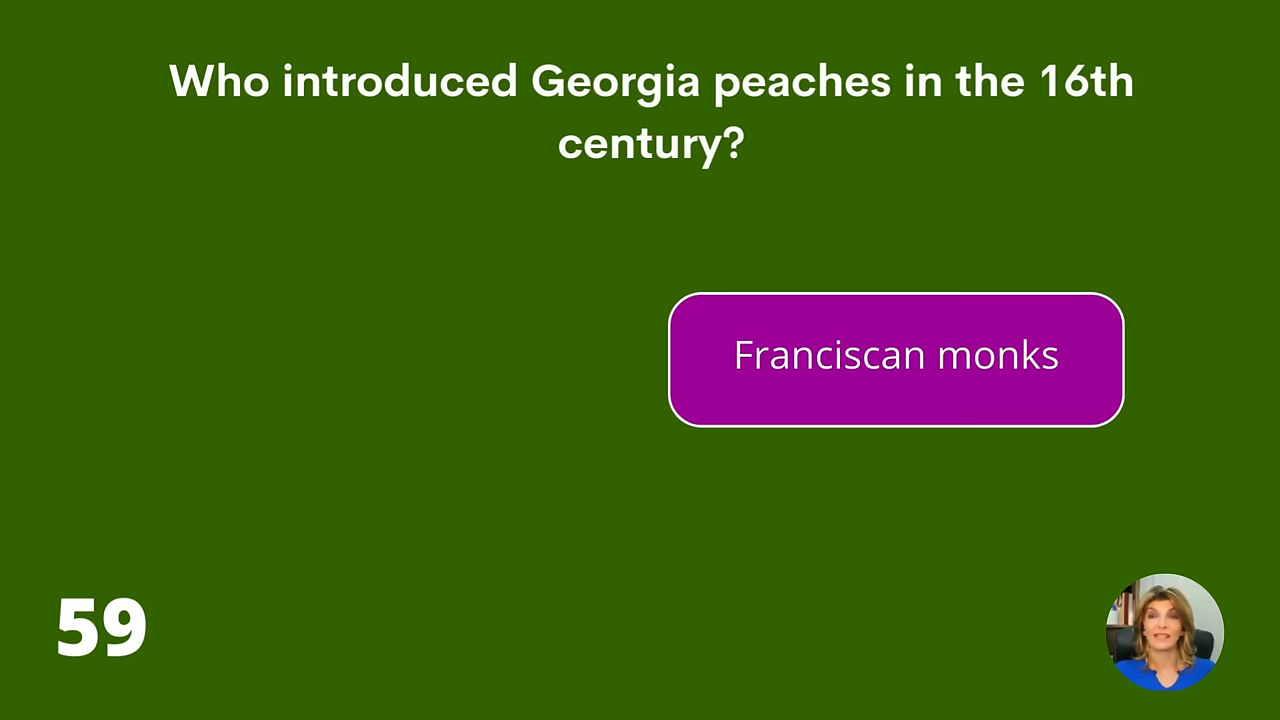 Who introduced Georgia peaches in the 16th
century?
Franciscan monks
59